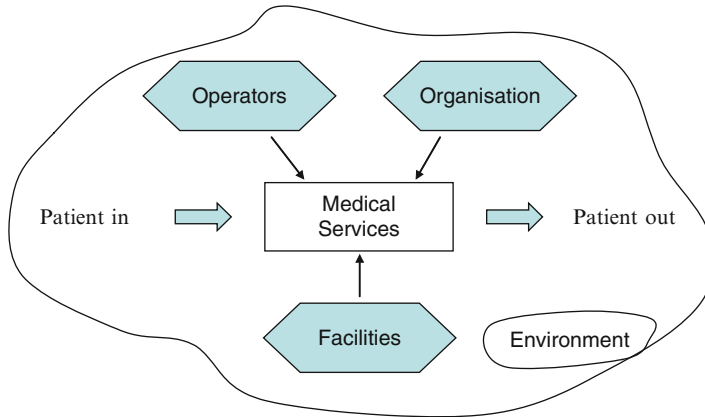 Operators
Organisation
Patient in
Medical
Services
Patient out
Facilities
Environment